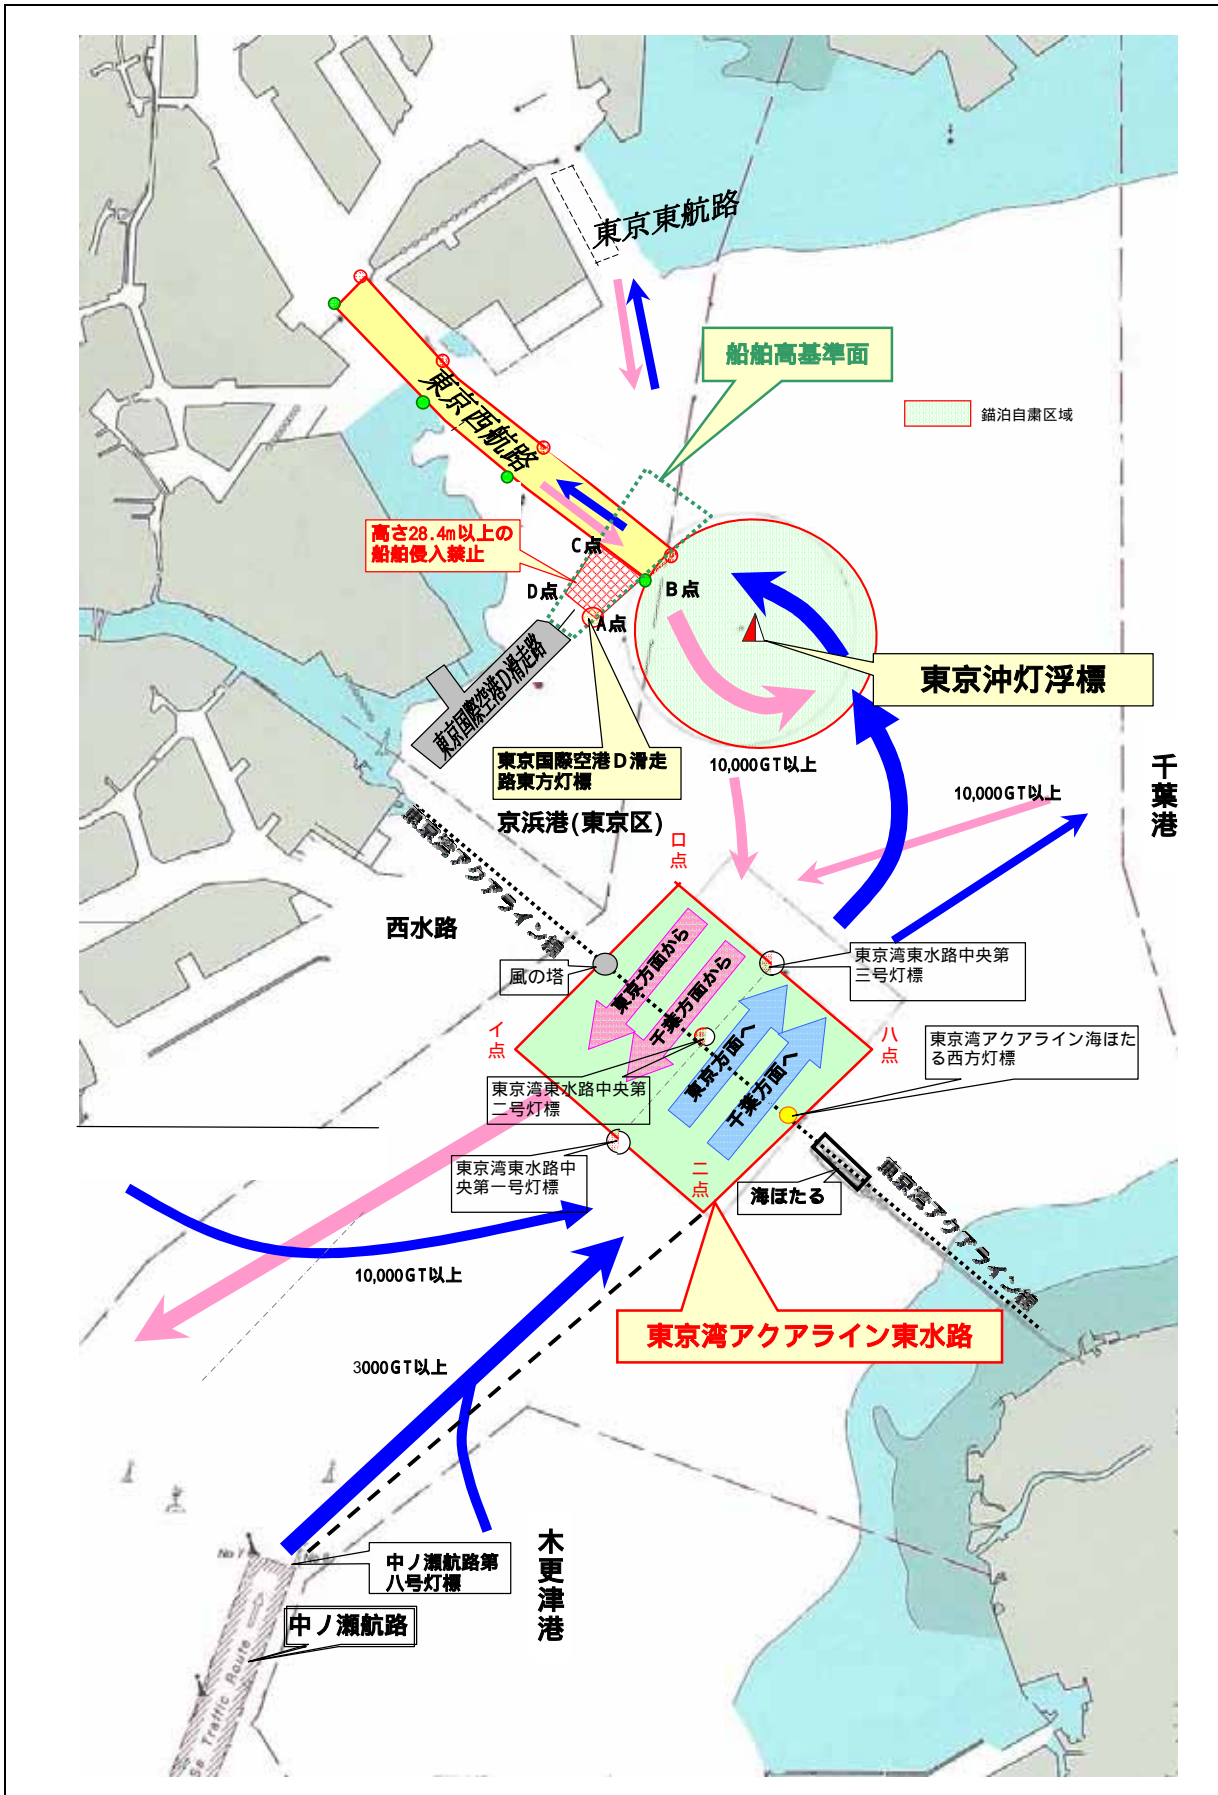 東京東航路
船舶高基準面
錨泊自粛区域
東京西航路
高さ28.4m以上の
船舶侵入禁止
C点
D点
B点
A点
東京国際空港D滑走路
東京沖灯浮標
東京国際空港D滑走
路東方灯標
10,000GT以上
10,000GT以上
千葉港
京浜港(東京区)
東京湾アクアライン橋
ロ点
西水路
風の塔
東京方面から
千葉方面から
東京湾東水路中央第
三号灯標
イ点
ハ点
東京湾アクアライン海ほた
る西方灯標
東京方面へ
千葉方面へ
東京湾東水路中央第
二号灯標
東京湾東水路中
央第一号灯標
ニ点
海ほたる
東京湾アクアライン橋
10,000GT以上
東京湾アクアライン東水路
3000GT以上
木更津港
No.7
中ノ瀬航路第
八号灯標
中ノ瀬航路
Traffic Route